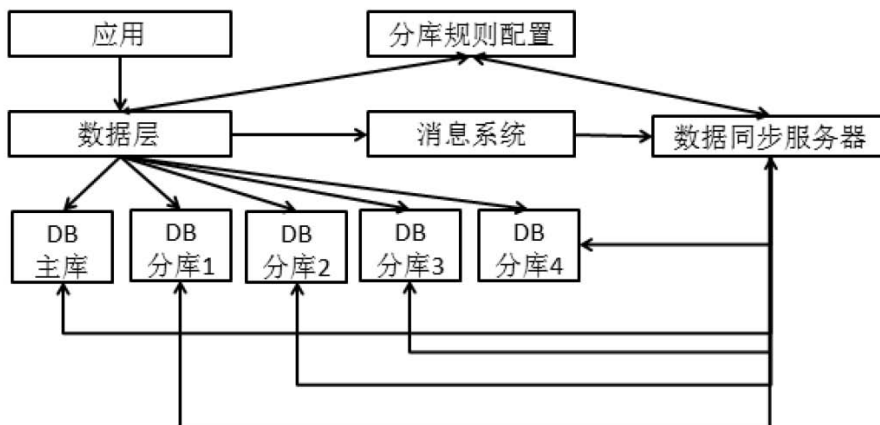 应用
分库规则配置
数据层
消息系统
数据同步服务器
DB
主库
DB
分库1
DB
分库2
DB
分库3
DB
分库4